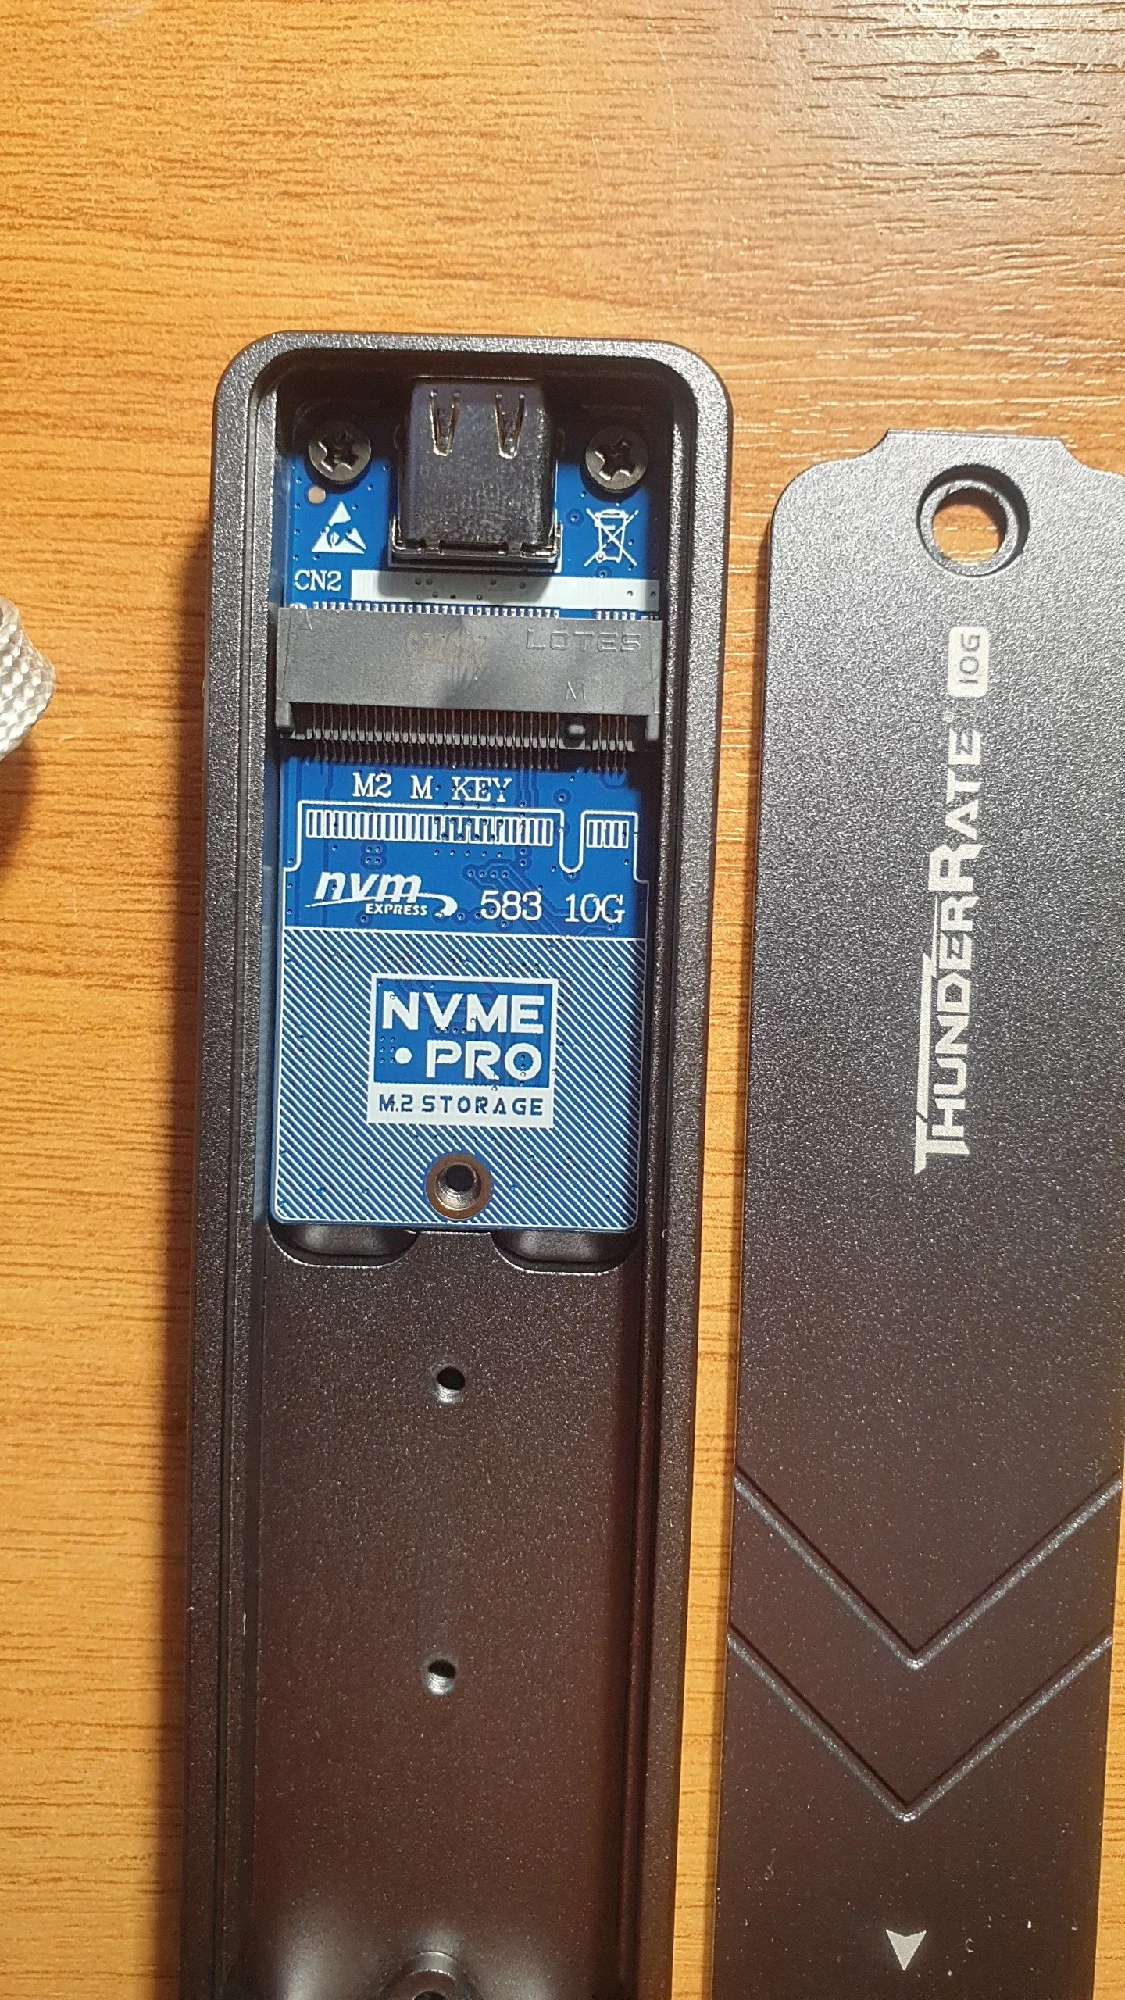 CN2
LOTES
M
M2 M KEY
nvm
EXPRESS
583 10G
NVME
PRO
M.2 STORAGE
THUNDERRATE® 10G